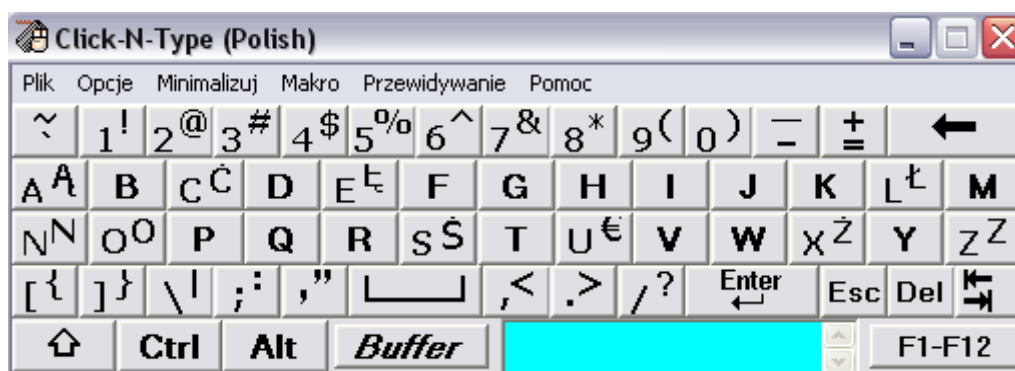 Click-N-Type (Polish)
Plik Opcje Minimalizuj Makro Przewidywanie Pomoc
~ ` 1 ! 2 @ 3 # 4 $ 5 % 6 ^ 7 & 8 * 9 ( 0 ) _ - + =
A Ą B C Ć D E Ę F G H I J K L Ł M
N N O O P Q R S Ś T U € V W X Ż Y Z Z
[ { ] } \ | ; : , " , < . > / ? Enter Esc Del
Ctrl Alt Buffer F1-F12